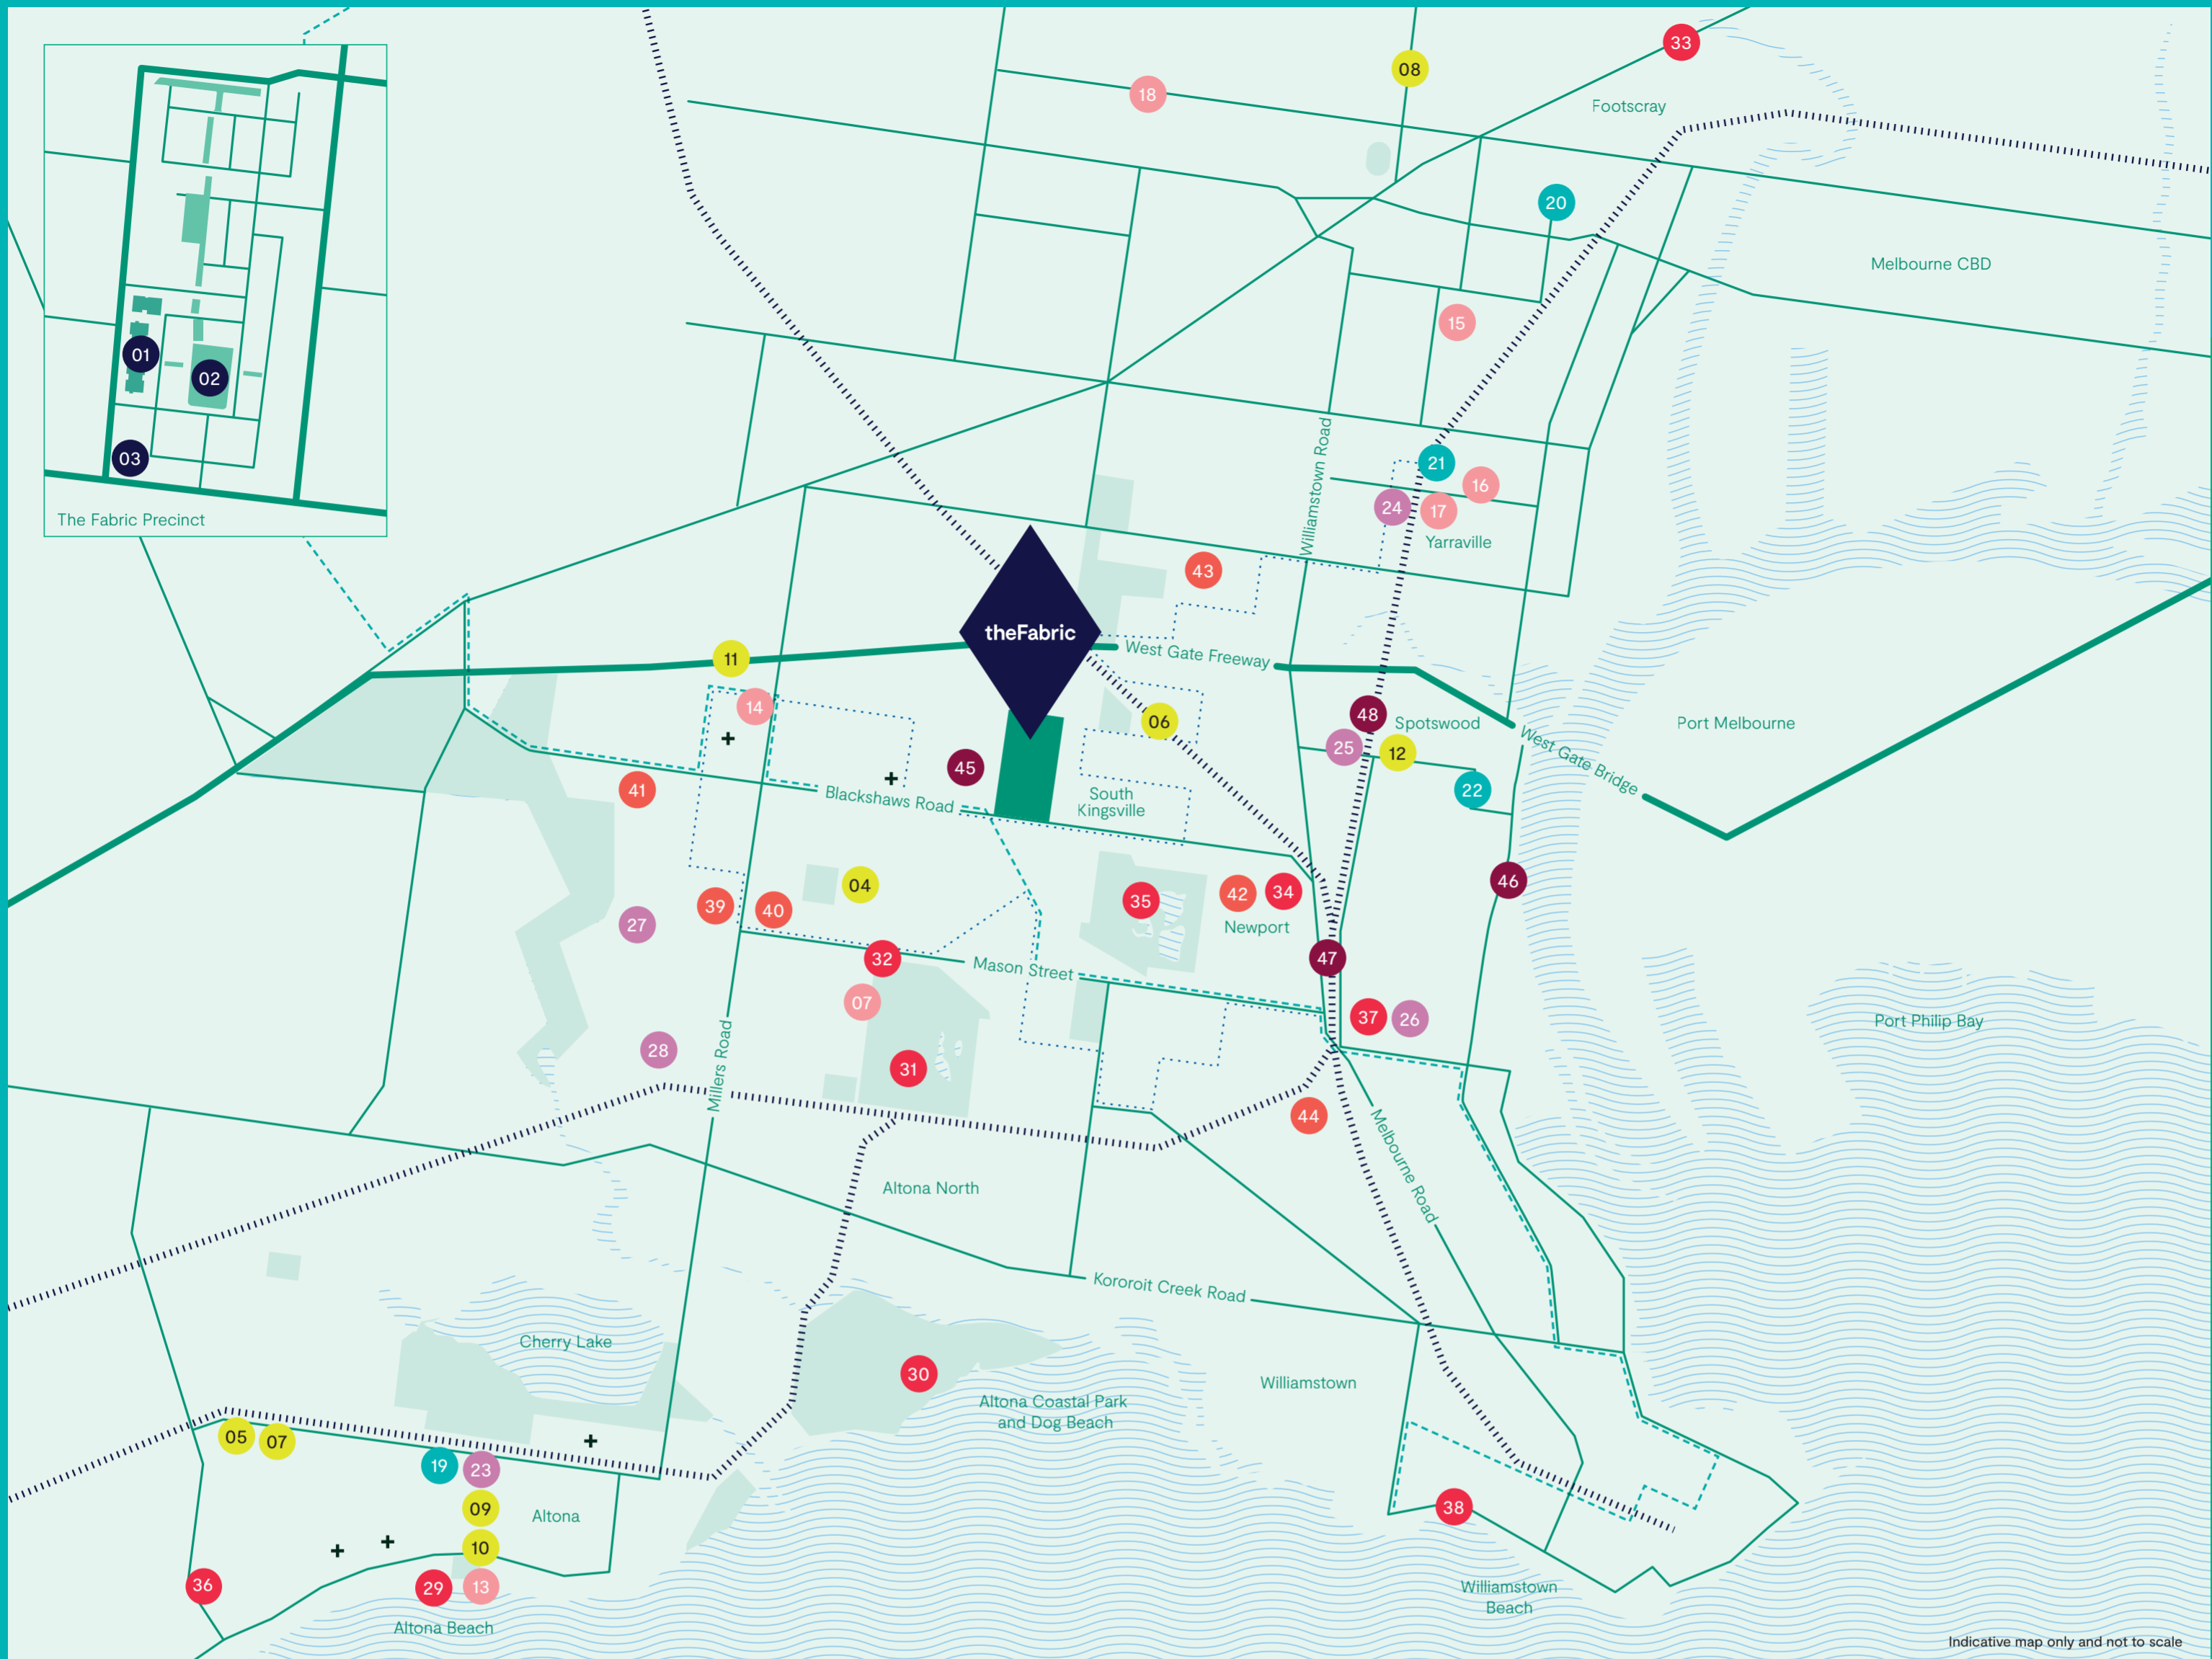 33
08
18
Footscray
20
Melbourne CBD
01
02
03
The Fabric Precinct
15
Williamstown Road
21
16
24
17
Yarraville
43
theFabric
West Gate Freeway
11
14
06
48
Spotswood
25
12
Port Melbourne
West Gate Bridge
45
41
22
South
Kingsville
Blackshaws Road
04
35
42
34
46
39
40
27
Newport
32
47
Mason Street
07
37
26
Port Philip Bay
28
31
Millers Road
44
Melbourne Road
Altona North
Kororoit Creek Road
Cherry Lake
30
Williamstown
Altona Coastal Park
and Dog Beach
05
07
19
23
09
Altona
38
10
36
29
13
Williamstown
Beach
Altona Beach
Indicative map only and not to scale